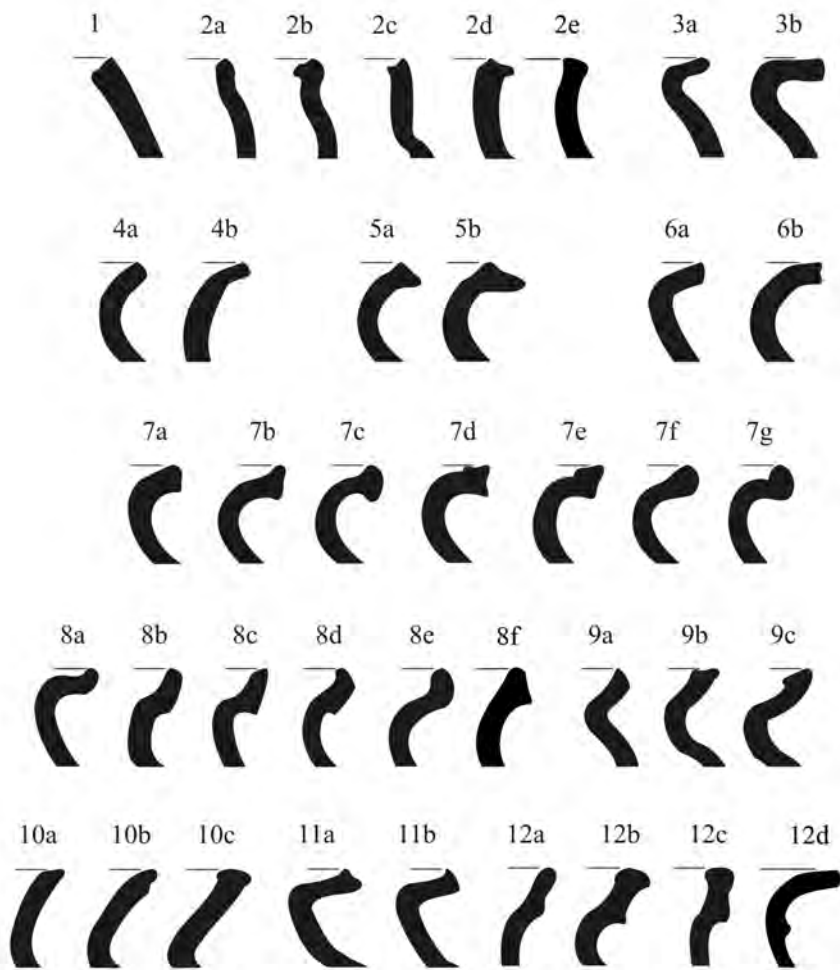 1 2a 2b 2c 2d 2e 3a 3b
4a 4b 5a 5b 6a 6b
7a 7b 7c 7d 7e 7f 7g
8a 8b 8c 8d 8e 8f 9a 9b 9c
10a 10b 10c 11a 11b 12a 12b 12c 12d